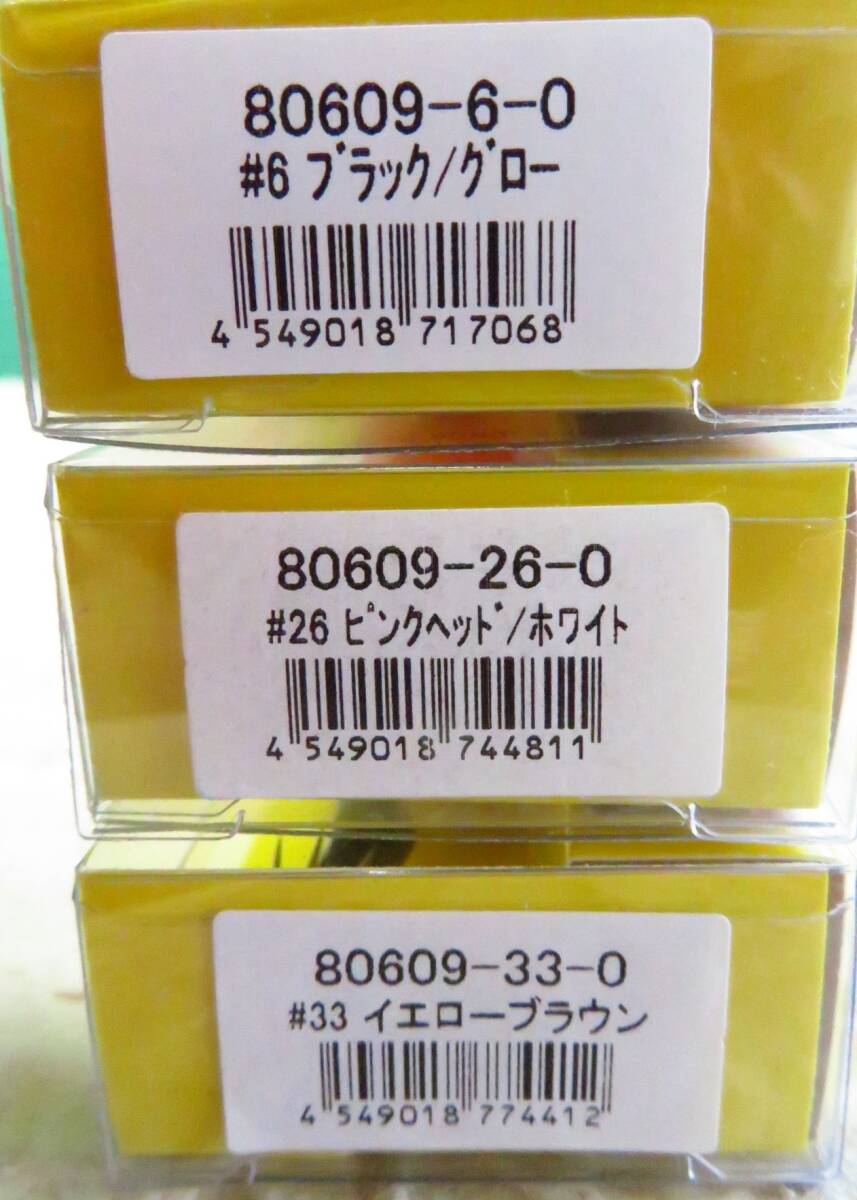 80609-6-0
#6 ﾌﾞﾗｯｸ/ｸﾞﾛｰ
4 549018 717068
80609-26-0
#26 ﾋﾟﾝｸﾍｯﾄﾞ/ﾎﾜｲﾄ
4 549018 744811
80609-33-0
#33 イエローブラウン
4 549018 774412